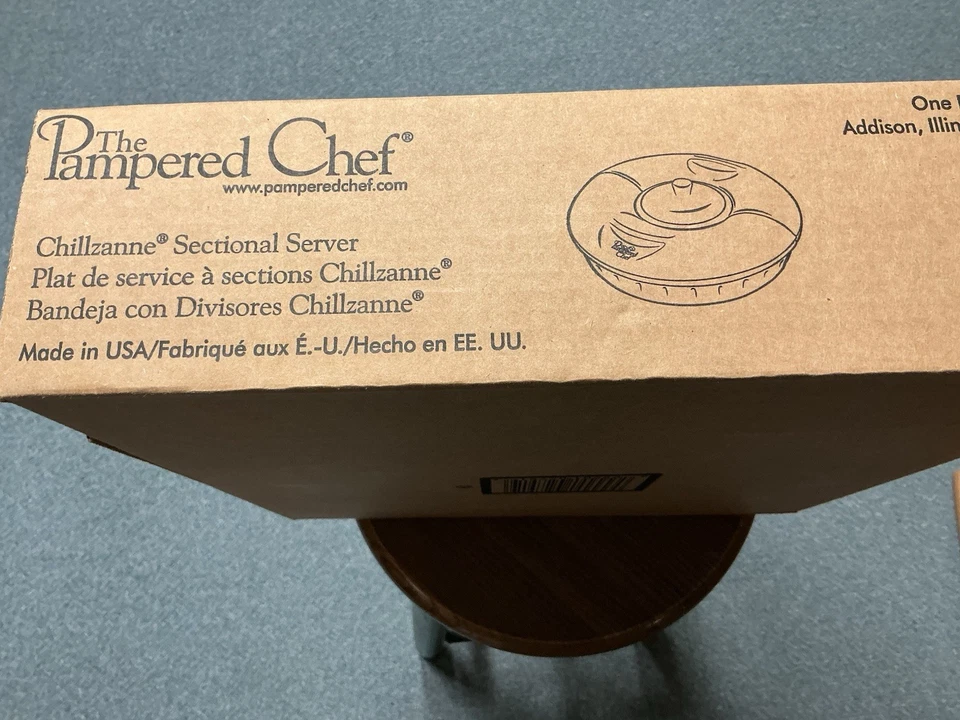 The
Pampered Chef®
www.pamperedchef.com
Chillzanne® Sectional Server
Plat de service à sections Chillzanne®
Bandeja con Divisores Chillzanne®
Made in USA/Fabriqué aux É.-U./Hecho en EE. UU.
One
Addison,